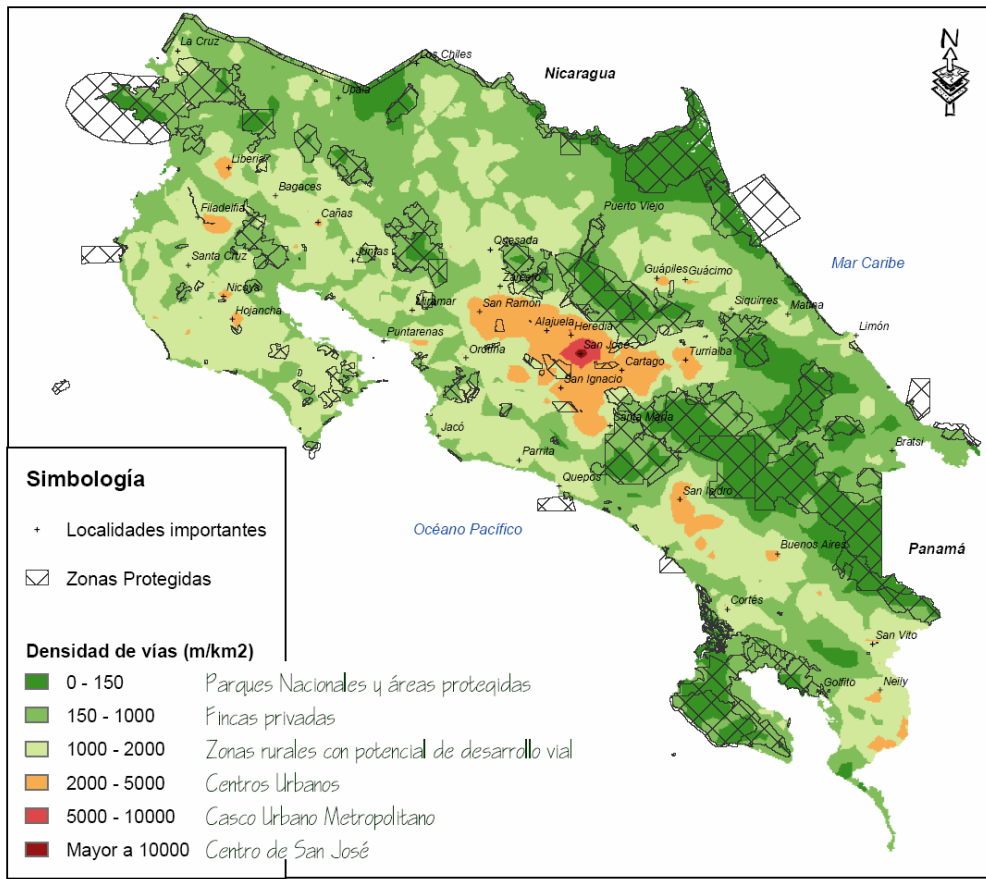 N
La Cruz
Los Chiles
Nicaragua
Upala
Liberia
Bagaces
Filadelfia
Cañas
Puerto Viejo
Santa Cruz
Juntas
Quesada
Zarcero
Guápiles
Guácimo
Mar Caribe
Nicoya
Hojancha
Miramar
San Ramón
Siquirres
Matina
Alajuela
Heredia
Limón
Puntarenas
San José
Orotina
Cartago
Turrialba
San Ignacio
Santa María
Jacó
Bratsi
Parrita
Quepos
San Isidro
Océano Pacífico
Buenos Aires
Panamá
Cortés
San Vito
Golfito
Neily
Simbología
Localidades importantes
Zonas Protegidas
Densidad de vías (m/km2)
0 - 150 Parques Nacionales y áreas protegidas
150 - 1000 Fincas privadas
1000 - 2000 Zonas rurales con potencial de desarrollo vial
2000 - 5000 Centros Urbanos
5000 - 10000 Casco Urbano Metropolitano
Mayor a 10000 Centro de San José